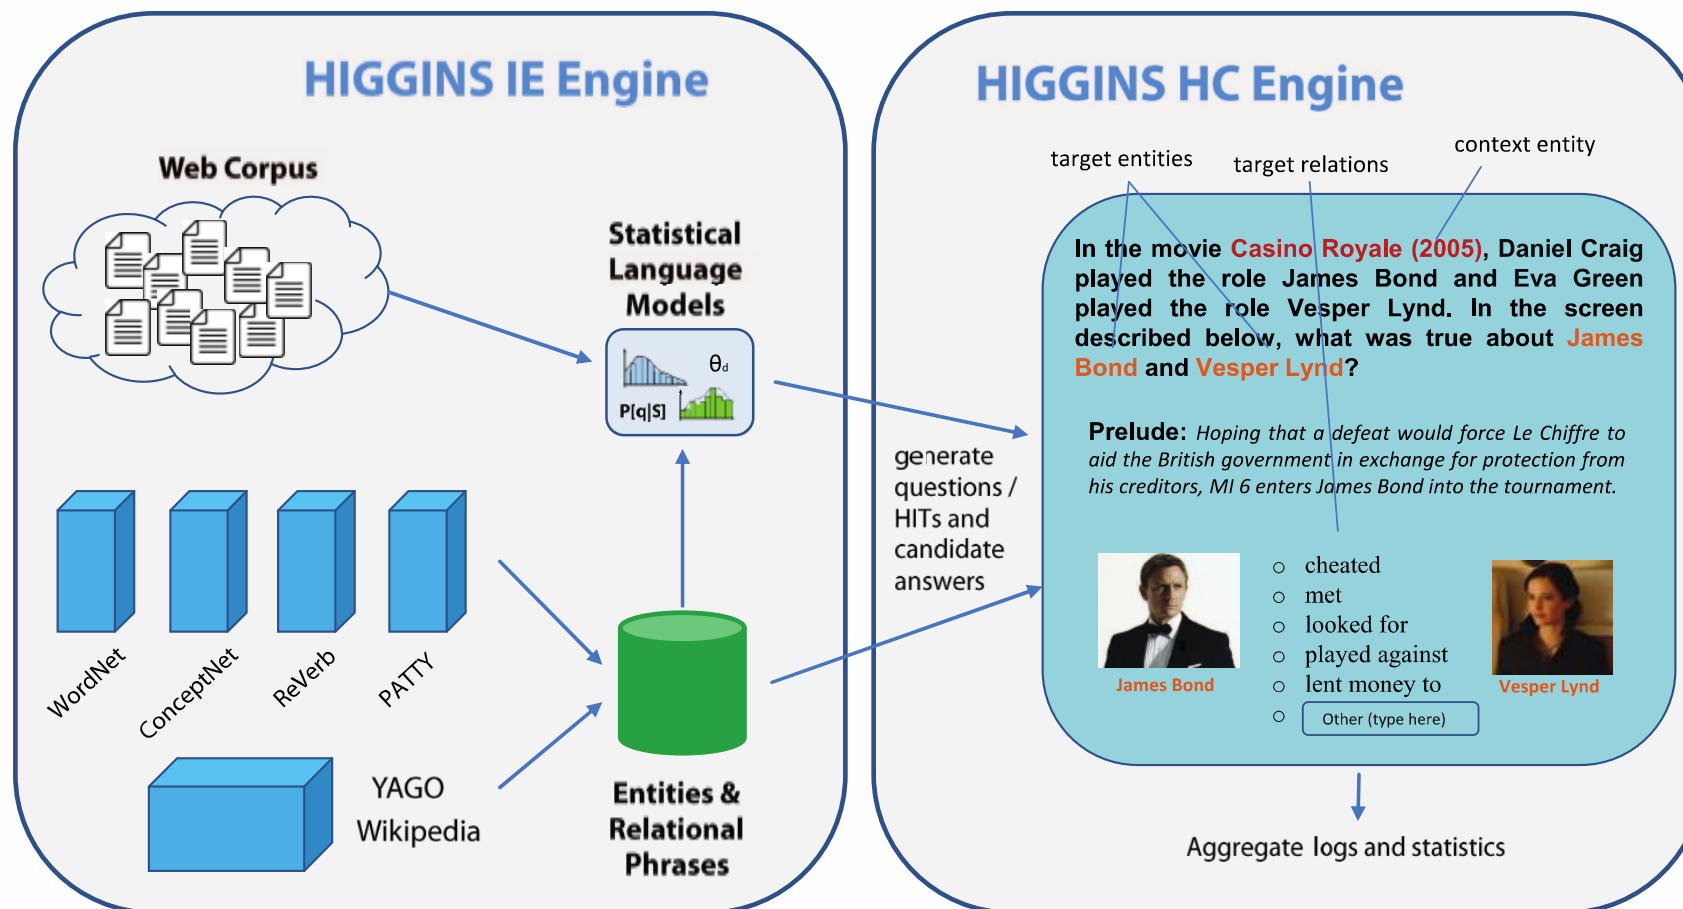 HIGGINS IE Engine
Web Corpus
Statistical
Language
Models
θd
P[q|S]
WordNet
ConceptNet
ReVerb
PATTY
YAGO
Wikipedia
Entities &
Relational
Phrases
generate
questions /
HITs and
candidate
answers
HIGGINS HC Engine
target entities
target relations
context entity
In the movie Casino Royale (2005), Daniel Craig
played the role James Bond and Eva Green
played the role Vesper Lynd. In the screen
described below, what was true about James
Bond and Vesper Lynd?
Prelude: Hoping that a defeat would force Le Chiffre to
aid the British government in exchange for protection from
his creditors, MI 6 enters James Bond into the tournament.
cheated
met
looked for
played against
lent money to
Other (type here)
James Bond
Vesper Lynd
Aggregate logs and statistics